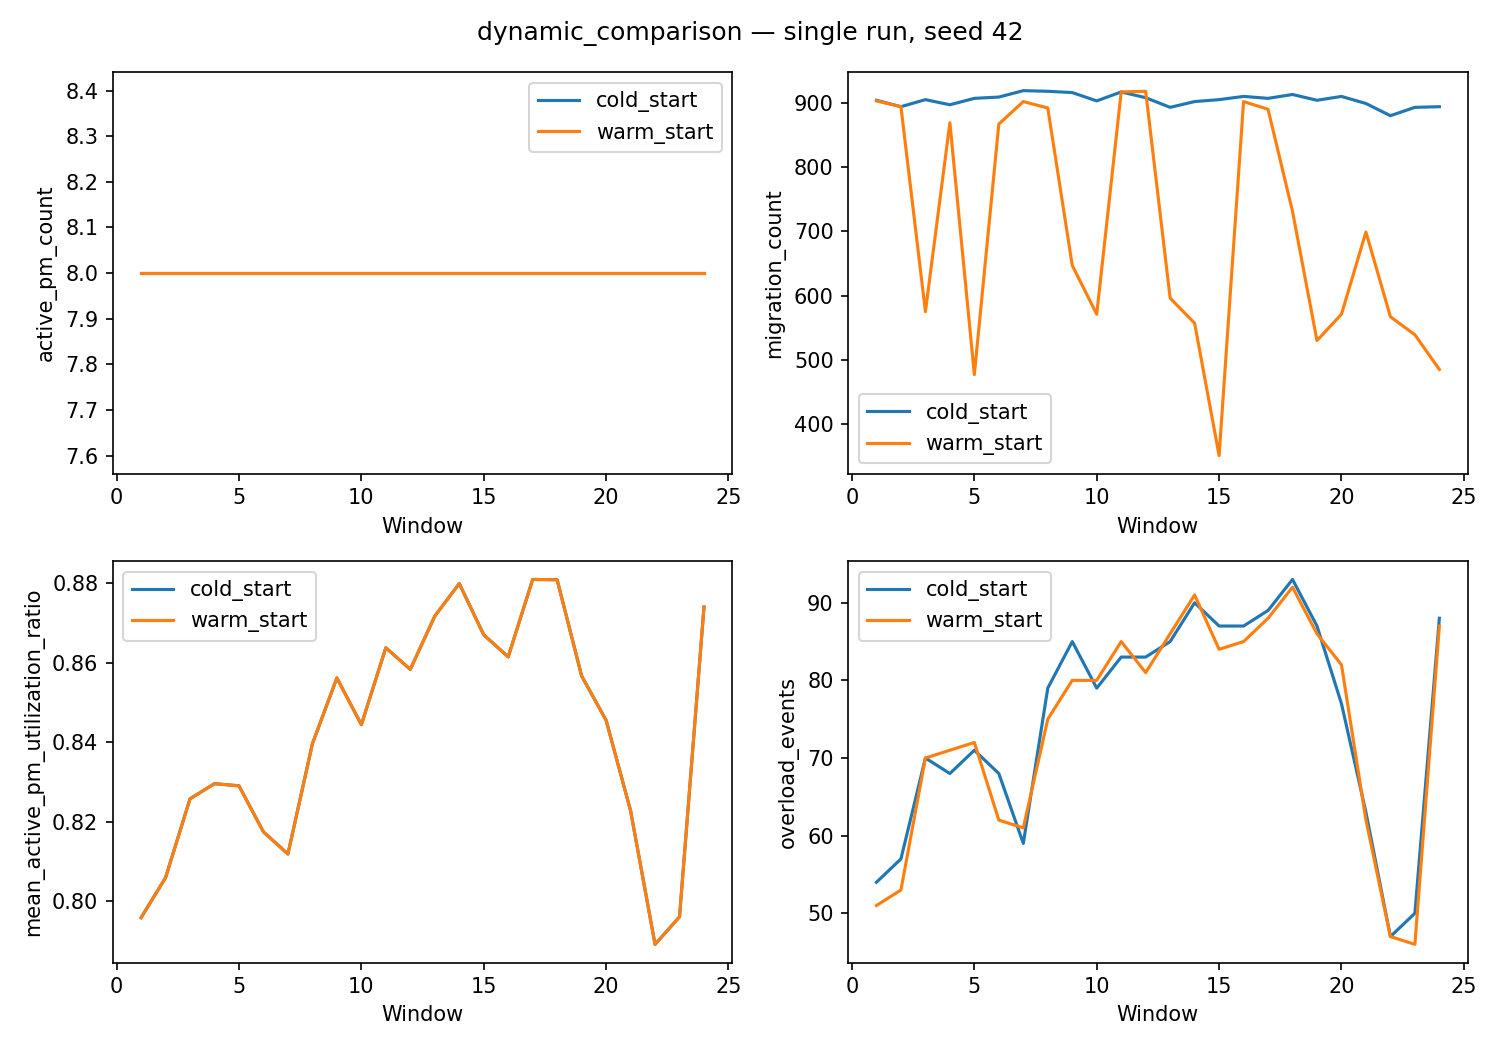 dynamic_comparison — single run, seed 42
active_pm_count
8.4
8.3
8.2
8.1
8.0
7.9
7.8
7.7
7.6
cold_start
warm_start
0 5 10 15 20 25
Window
migration_count
900
800
700
600
500
400
cold_start
warm_start
0 5 10 15 20 25
Window
mean_active_pm_utilization_ratio
0.88
0.86
0.84
0.82
0.80
cold_start
warm_start
0 5 10 15 20 25
Window
overload_events
90
80
70
60
50
cold_start
warm_start
0 5 10 15 20 25
Window